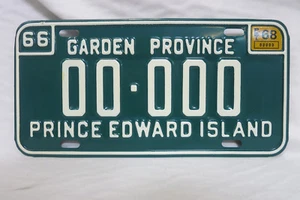 66 68
GARDEN PROVINCE
00·000
PRINCE EDWARD ISLAND